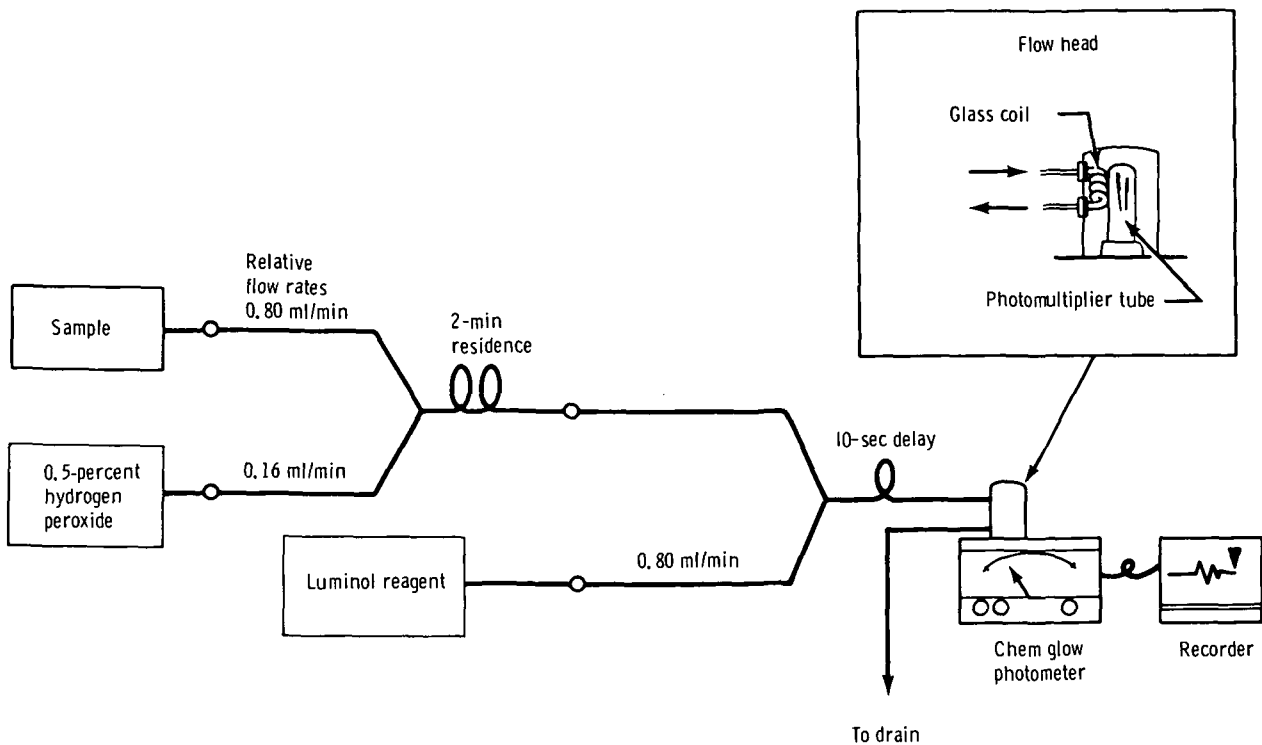 Flow head
Glass coil
Photomultiplier tube
Relative
flow rates
0.80 ml/min
Sample
2-min
residence
0.5-percent
hydrogen
peroxide
0.16 ml/min
10-sec delay
Luminol reagent
0.80 ml/min
Chem glow
photometer
Recorder
To drain